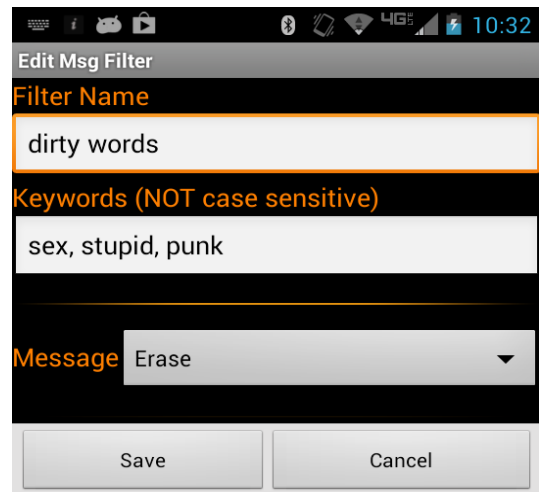 4G 10:32
Edit Msg Filter
Filter Name
dirty words
Keywords (NOT case sensitive)
sex, stupid, punk
Message Erase
Save Cancel